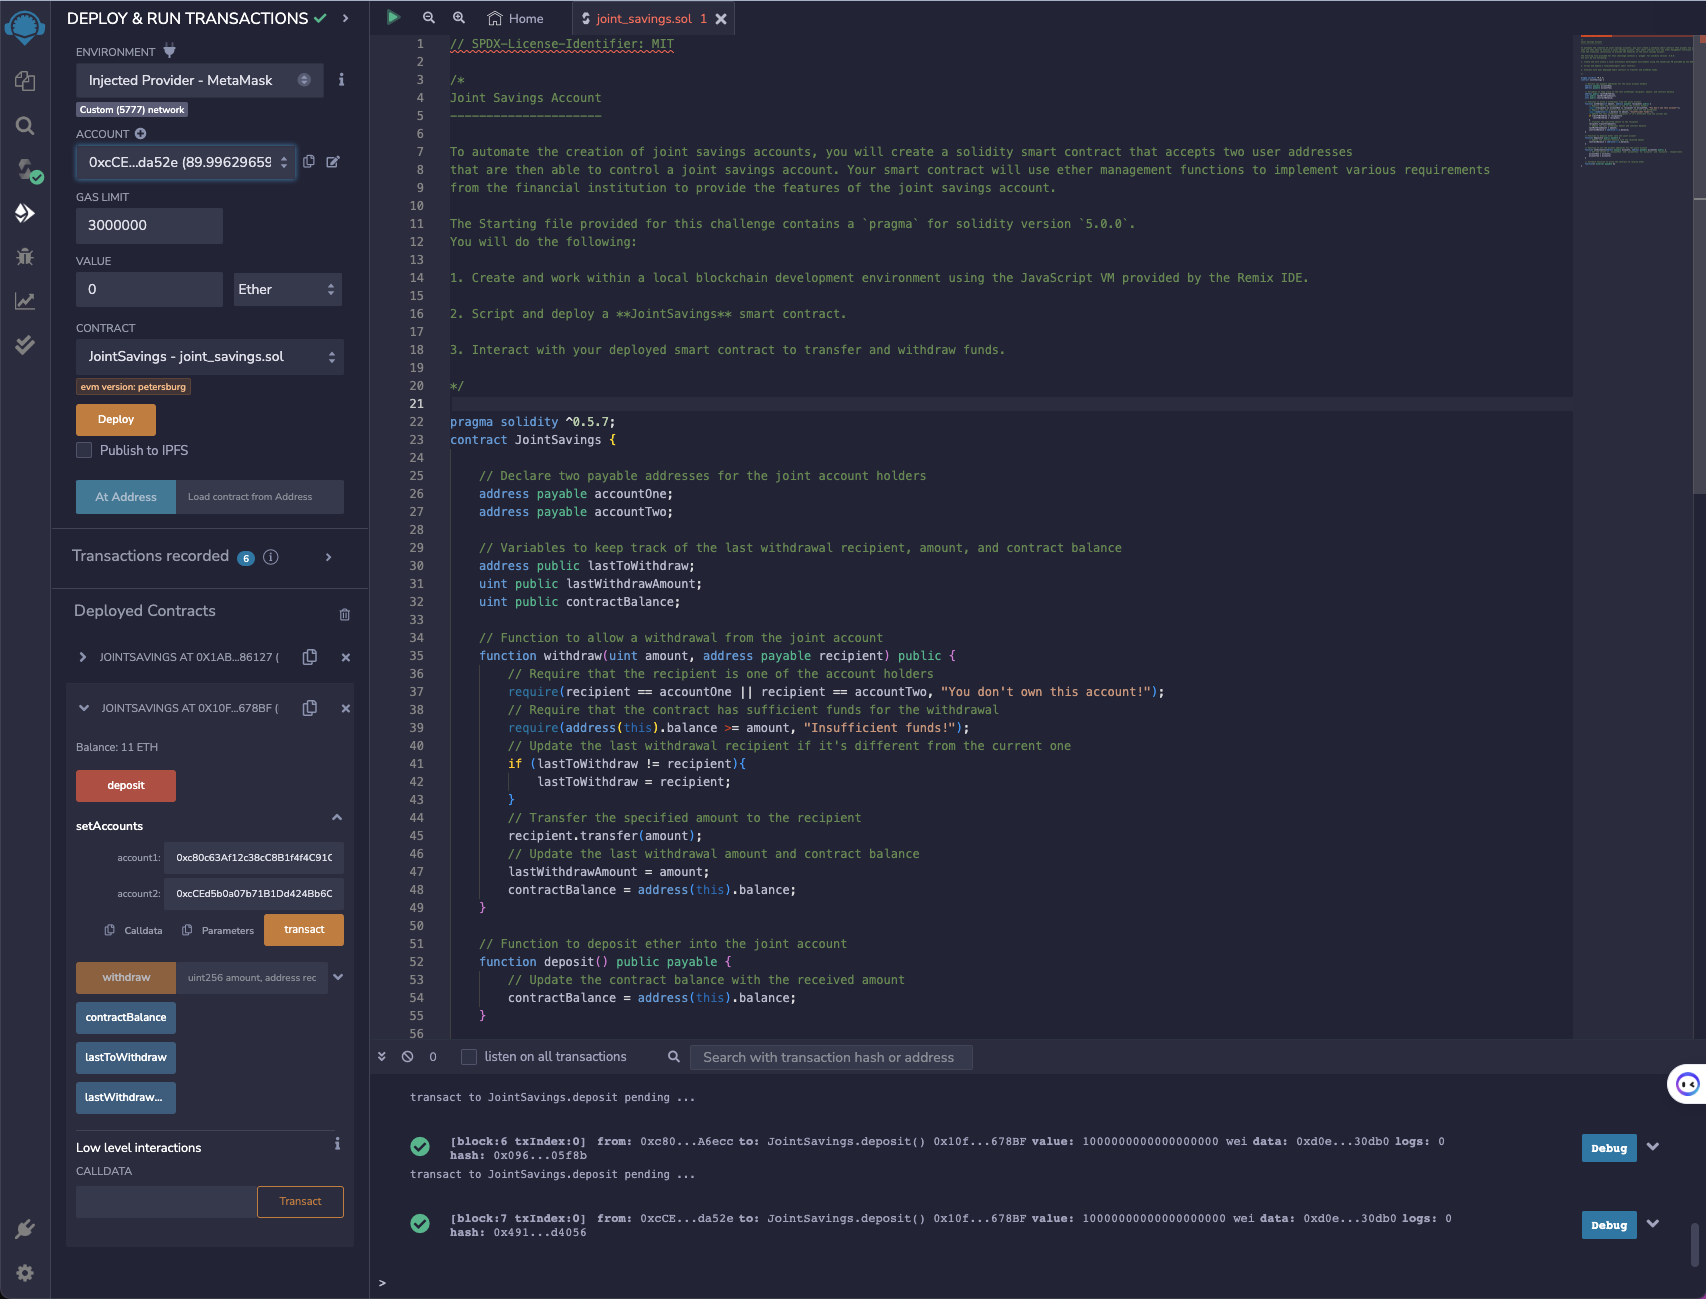 DEPLOY & RUN TRANSACTIONS
ENVIRONMENT
Injected Provider - MetaMask
Custom (5777) network
ACCOUNT
0xcCE...da52e (89.99629659
GAS LIMIT
3000000
VALUE
0
Ether
CONTRACT
JointSavings - joint_savings.sol
evm version: petersburg
Deploy
Publish to IPFS
At Address
Load contract from Address
Transactions recorded 6
Deployed Contracts
JOINTSAVINGS AT 0X1AB...86127 (
JOINTSAVINGS AT 0X10F...678BF (
Balance: 11 ETH
deposit
setAccounts
account1: 0xc80c63Af12c38cC8B1f4f4C91C
account2: 0xcCEd5b0a07b71B1Dd424Bb6C
Calldata
Parameters
transact
withdraw
uint256 amount, address rec
contractBalance
lastToWithdraw
lastWithdraw...
Low level interactions
CALLDATA
Transact
Home
joint_savings.sol 1
1 // SPDX-License-Identifier: MIT
2
3 /*
4 Joint Savings Account
5 ---------------------
6
7 To automate the creation of joint savings accounts, you will create a solidity smart contract that accepts two user addresses
8 that are then able to control a joint savings account. Your smart contract will use ether management functions to implement various requirements
9 from the financial institution to provide the features of the joint savings account.
10
11 The Starting file provided for this challenge contains a `pragma` for solidity version `5.0.0`.
12 You will do the following:
13
14 1. Create and work within a local blockchain development environment using the JavaScript VM provided by the Remix IDE.
15
16 2. Script and deploy a **JointSavings** smart contract.
17
18 3. Interact with your deployed smart contract to transfer and withdraw funds.
19
20 */
21
22 pragma solidity ^0.5.7;
23 contract JointSavings {
24
25 // Declare two payable addresses for the joint account holders
26 address payable accountOne;
27 address payable accountTwo;
28
29 // Variables to keep track of the last withdrawal recipient, amount, and contract balance
30 address public lastToWithdraw;
31 uint public lastWithdrawAmount;
32 uint public contractBalance;
33
34 // Function to allow a withdrawal from the joint account
35 function withdraw(uint amount, address payable recipient) public {
36 // Require that the recipient is one of the account holders
37 require(recipient == accountOne || recipient == accountTwo, "You don't own this account!");
38 // Require that the contract has sufficient funds for the withdrawal
39 require(address(this).balance >= amount, "Insufficient funds!");
40 // Update the last withdrawal recipient if it's different from the current one
41 if (lastToWithdraw != recipient){
42 lastToWithdraw = recipient;
43 }
44 // Transfer the specified amount to the recipient
45 recipient.transfer(amount);
46 // Update the last withdrawal amount and contract balance
47 lastWithdrawAmount = amount;
48 contractBalance = address(this).balance;
49 }
50
51 // Function to deposit ether into the joint account
52 function deposit() public payable {
53 // Update the contract balance with the received amount
54 contractBalance = address(this).balance;
55 }
56
0
listen on all transactions
Search with transaction hash or address
transact to JointSavings.deposit pending ...
[block:6 txIndex:0] from: 0xc80...A6ecc to: JointSavings.deposit() 0x10f...678BF value: 1000000000000000000 wei data: 0xd0e...30db0 logs: 0
hash: 0x096...05f8b
Debug
transact to JointSavings.deposit pending ...
[block:7 txIndex:0] from: 0xcCE...da52e to: JointSavings.deposit() 0x10f...678BF value: 10000000000000000000 wei data: 0xd0e...30db0 logs: 0
hash: 0x491...d4056
Debug
>